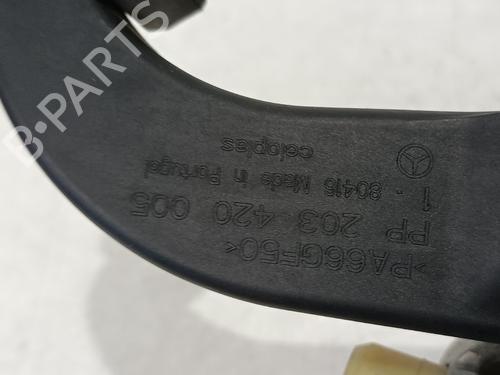 celoplas
1 - 80416 Made in Portugal
PP 203 420 005
>PA66GF50<
B-PARTS